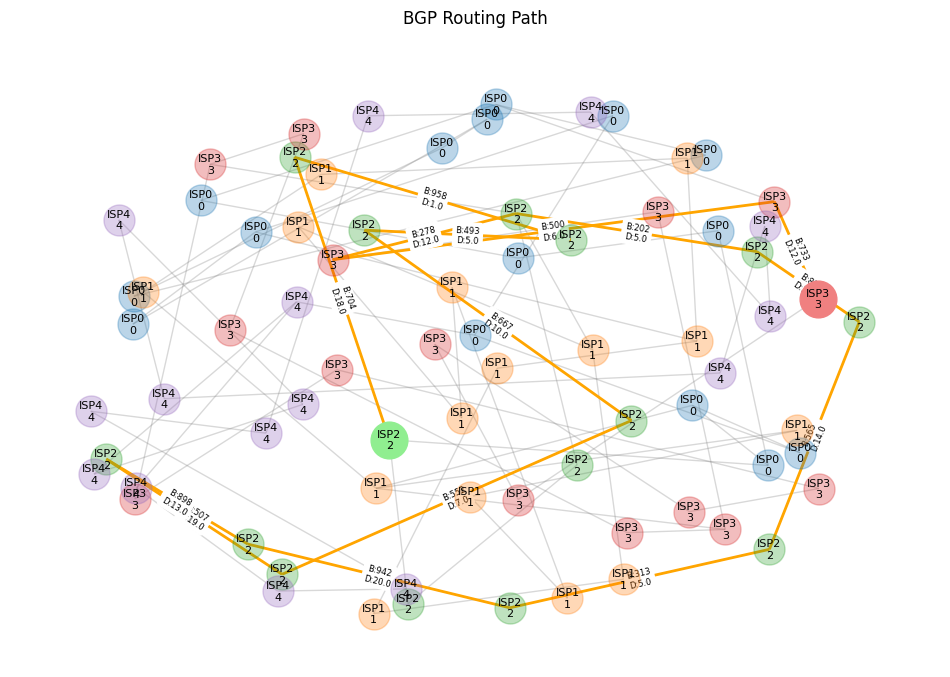 BGP Routing Path
ISP0
0
ISP0
0
ISP4
4
ISP4
4
ISP0
0
ISP3
3
ISP0
0
ISP2
2
ISP3
3
ISP1
1
ISP1
1
ISP0
0
B:958
D:1.0
ISP0
0
ISP3
3
ISP4
4
ISP3
3
ISP2
2
ISP4
4
ISP1
1
ISP0
0
ISP2
2
B:278
D:12.0
B:493
D:5.0
B:500
ISP2
2
B:202
D:5.0
ISP0
0
ISP2
2
B:733
D:12.0
ISP3
3
ISP0
0
ISP1
1
ISP0
0
ISP1
1
ISP4
4
B:704
D:18.0
ISP3
3
ISP4
4
ISP2
2
ISP0
0
ISP3
3
B:667
D:10.0
ISP0
0
ISP3
3
ISP1
1
ISP1
1
ISP3
3
ISP1
1
ISP4
4
ISP4
4
ISP4
4
ISP4
4
ISP0
0
ISP1
1
ISP2
2
ISP4
4
ISP2
2
ISP1
1
D:14.0
ISP2
2
ISP4
4
ISP2
2
ISP0
0
ISP0
0
ISP4
4
ISP3
3
ISP1
1
ISP1
1
ISP3
3
ISP3
3
B:898
D:13.0
:507
19.0
ISP3
3
ISP3
3
ISP3
3
ISP2
2
ISP2
2
B:942
D:20.0
ISP2
2
ISP4
4
ISP4
4
ISP1
1
313
D:5.0
ISP2
2
ISP2
2
ISP1
1
ISP1
1